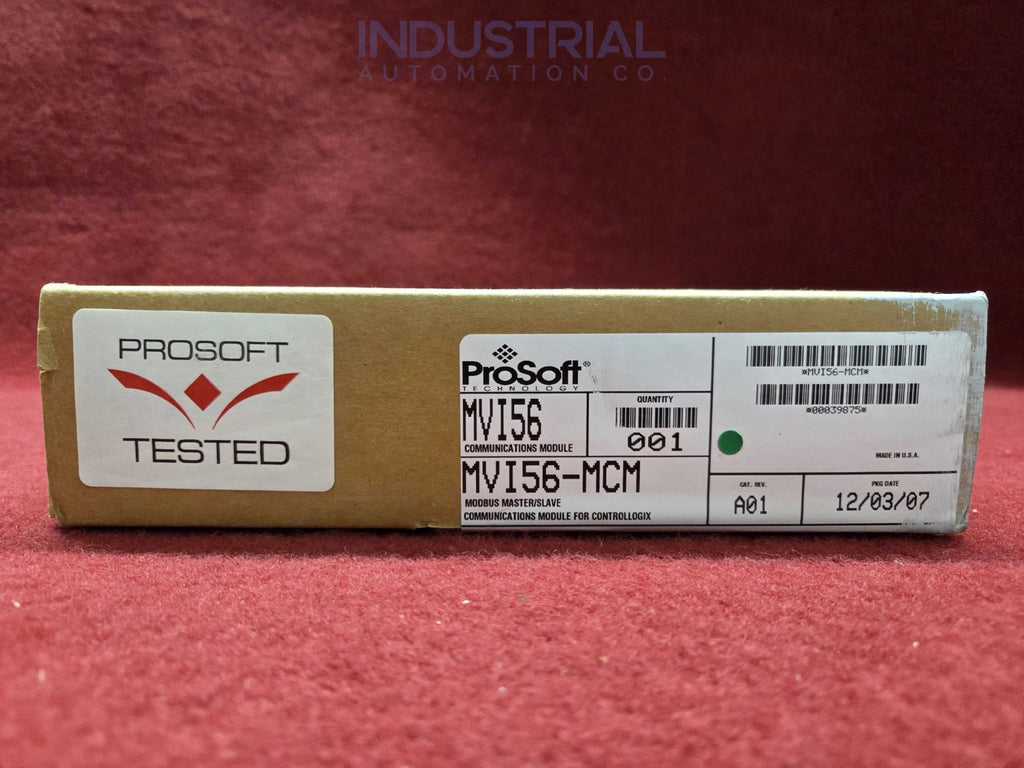 INDUSTRIAL
AUTOMATION CO.
PROSOFT
TESTED
ProSoft®
TECHNOLOGY
MVI56
COMMUNICATIONS MODULE
QUANTITY
001
MVI56-MCM
MODBUS MASTER/SLAVE
COMMUNICATIONS MODULE FOR CONTROLLOGIX
*MVI56-MCM*
*00039875*
MADE IN U.S.A.
CAT. REV.
A01
PKG DATE
12/03/07